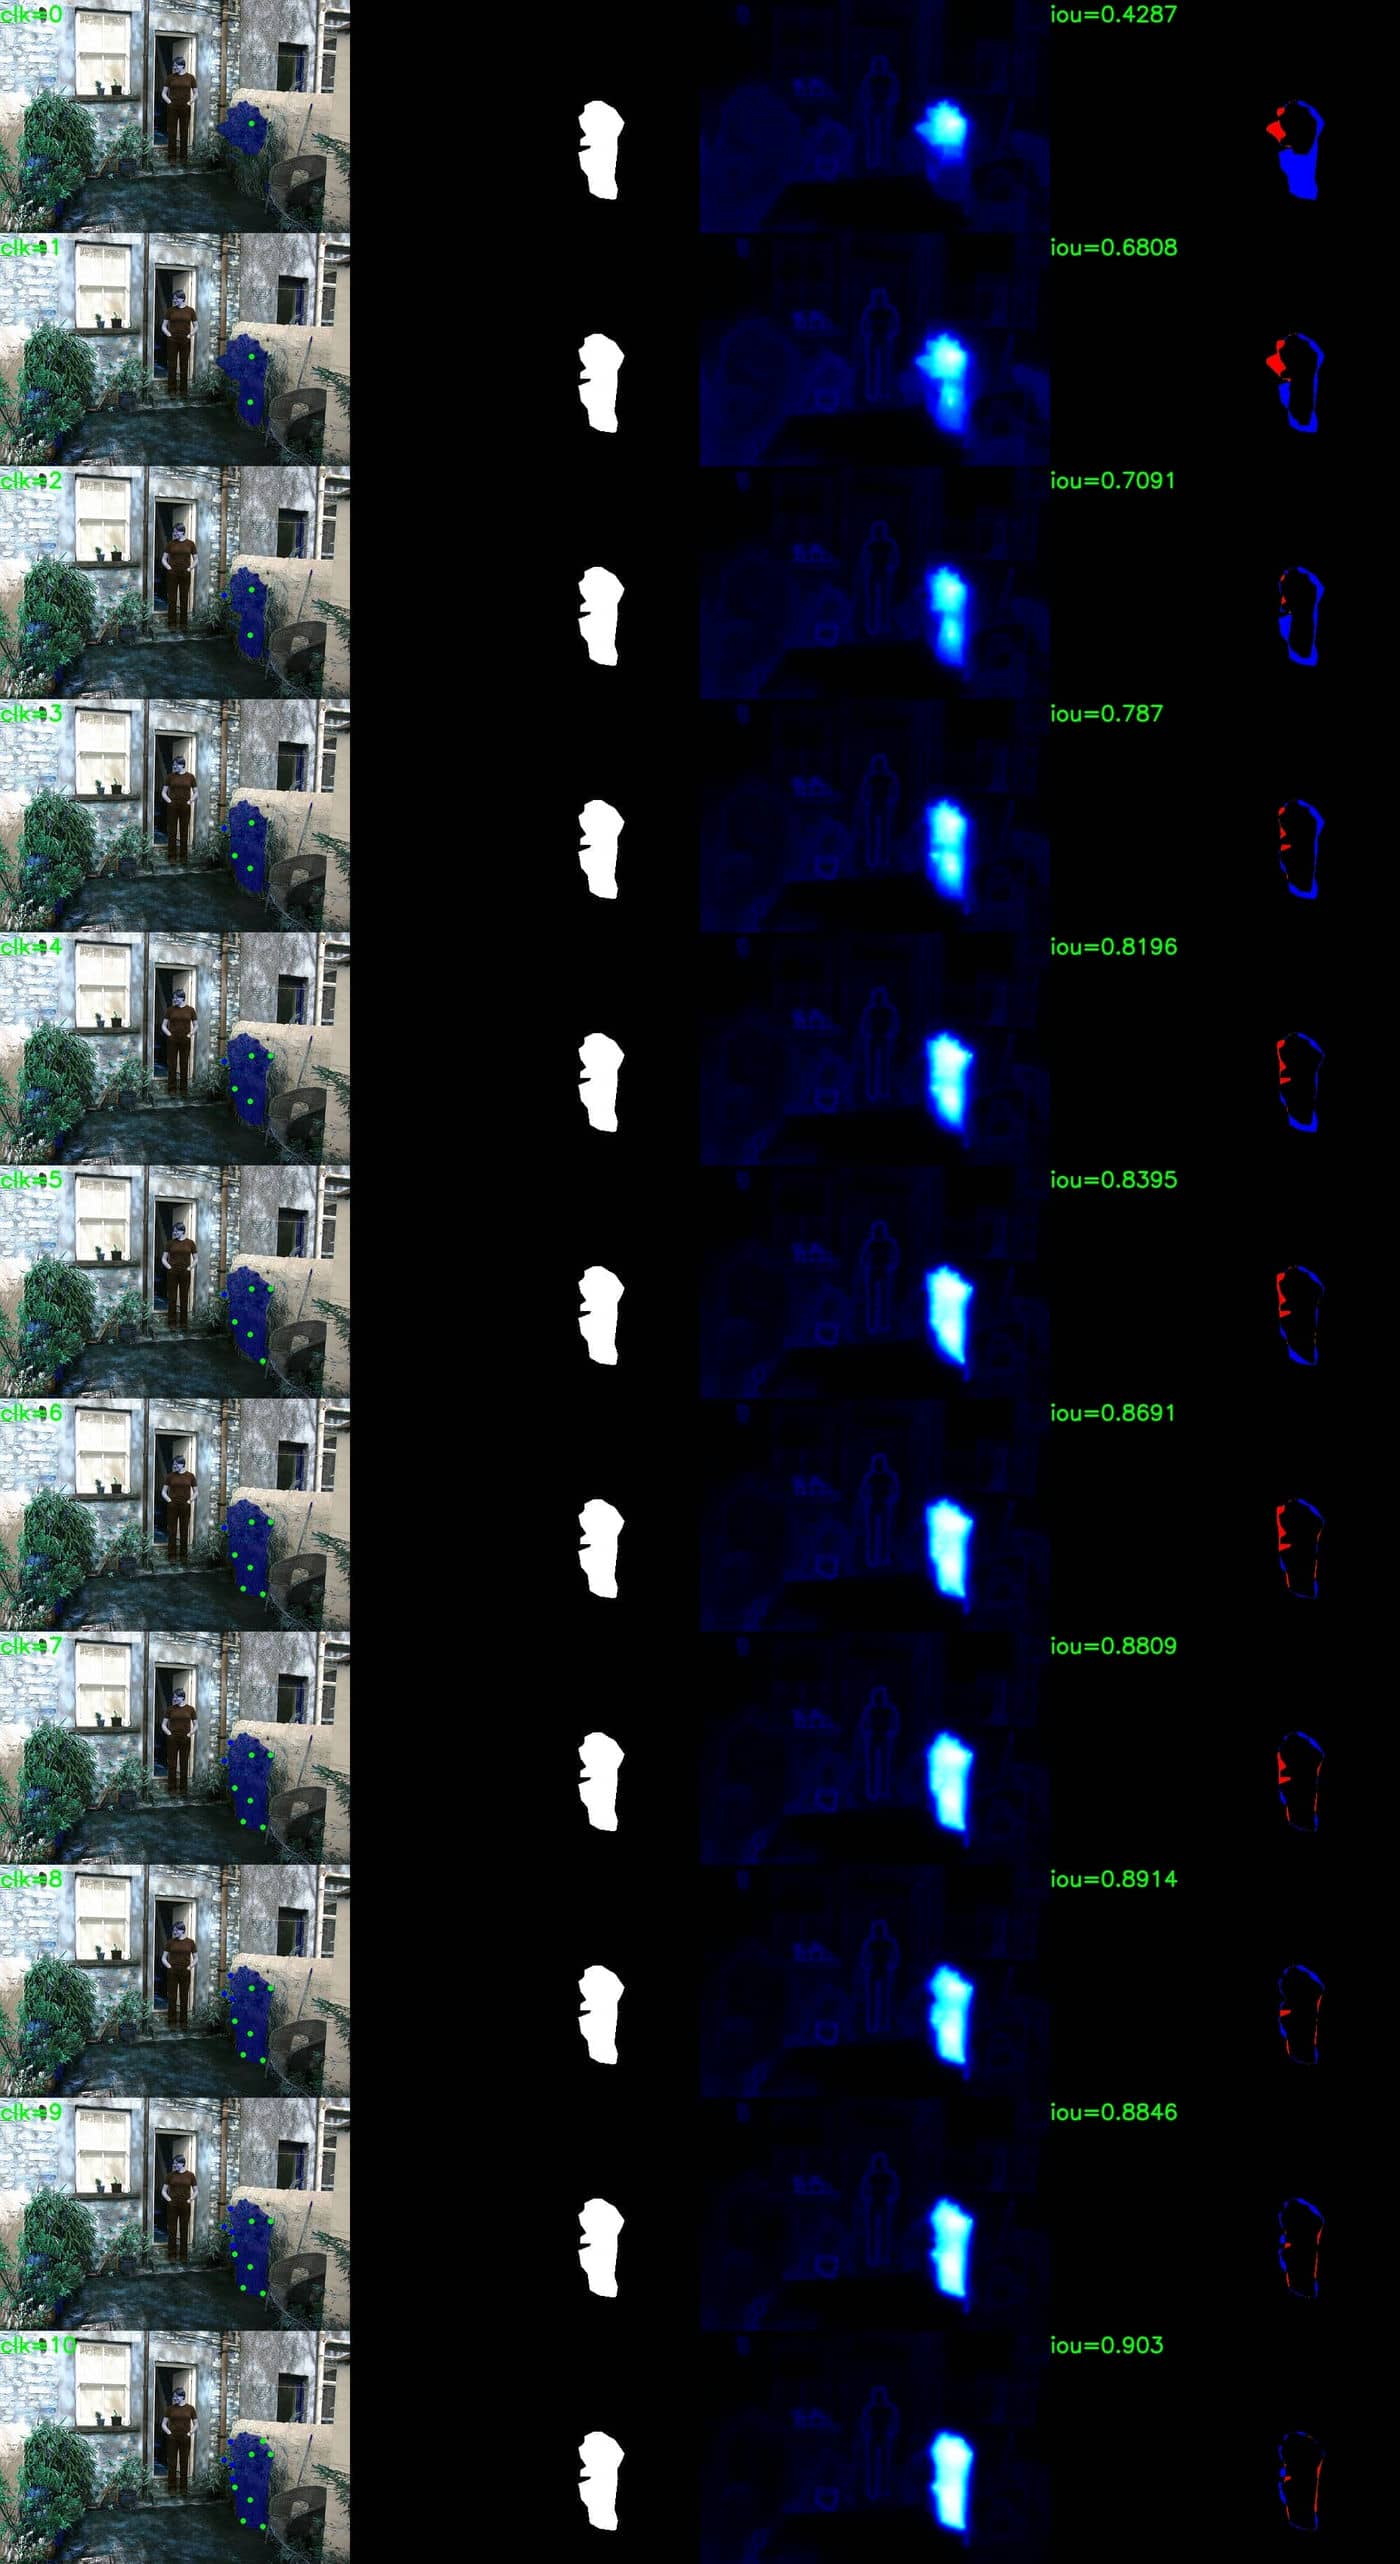 clk=0 iou=0.4287
clk=1 iou=0.6808
clk=2 iou=0.7091
clk=3 iou=0.787
clk=4 iou=0.8196
clk=5 iou=0.8395
clk=6 iou=0.8691
clk=7 iou=0.8809
clk=8 iou=0.8914
clk=9 iou=0.8846
clk=10 iou=0.903